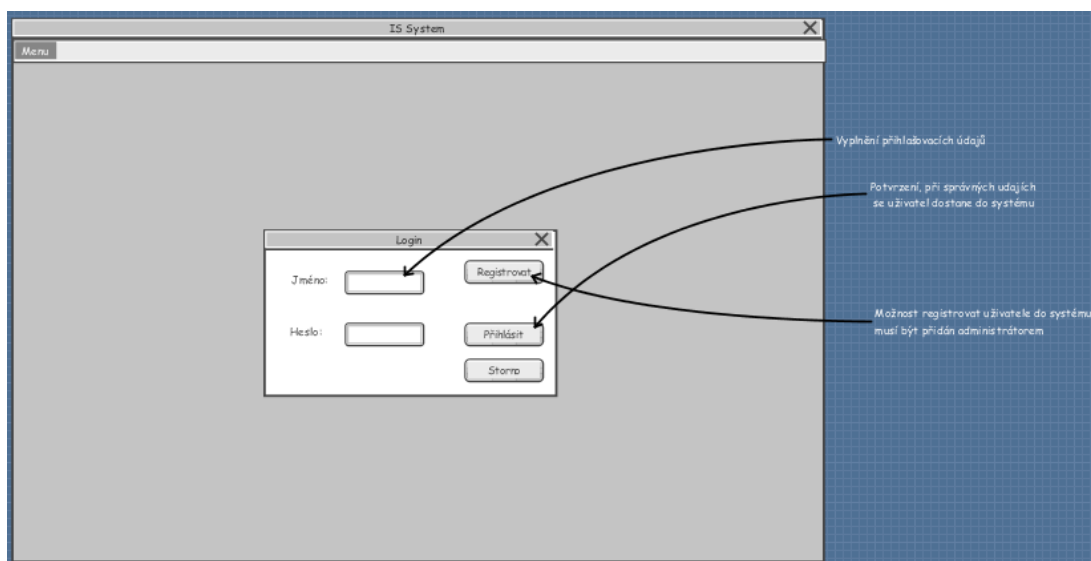 IS System
Menu
Vyplnění přihlašovacích údajů
Potvrzení, při správných udajích
se uživatel dostane do systému
Login
Jméno:
Registrovat
Heslo:
Přihlásit
Storno
Možnost registrovat uživatele do systému
musí být přidán administrátorem